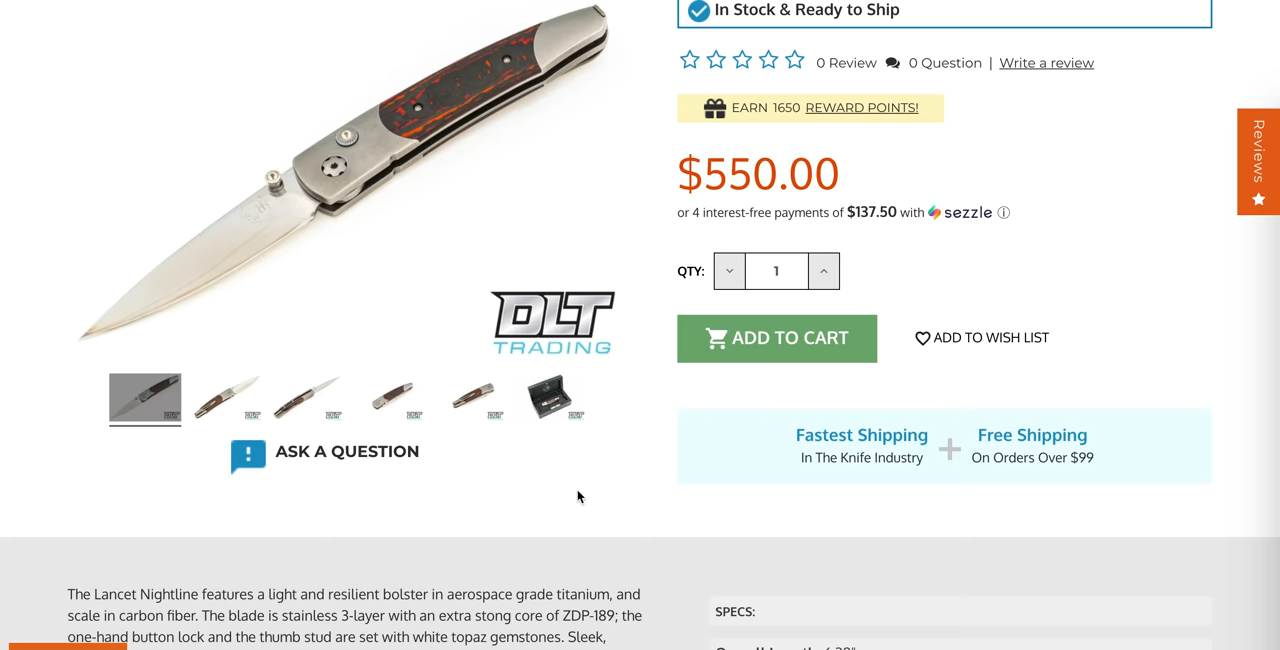 In Stock & Ready to Ship
0 Review 0 Question | Write a review
EARN 1650 REWARD POINTS!
$550.00
or 4 interest-free payments of $137.50 with sezzle
QTY: 1
ADD TO CART ADD TO WISH LIST
Fastest Shipping + Free Shipping
In The Knife Industry On Orders Over $99
Reviews
DLT
TRADING
ASK A QUESTION
The Lancet Nightline features a light and resilient bolster in aerospace grade titanium, and
scale in carbon fiber. The blade is stainless 3-layer with an extra stong core of ZDP-189; the
one-hand button lock and the thumb stud are set with white topaz gemstones. Sleek,
SPECS: